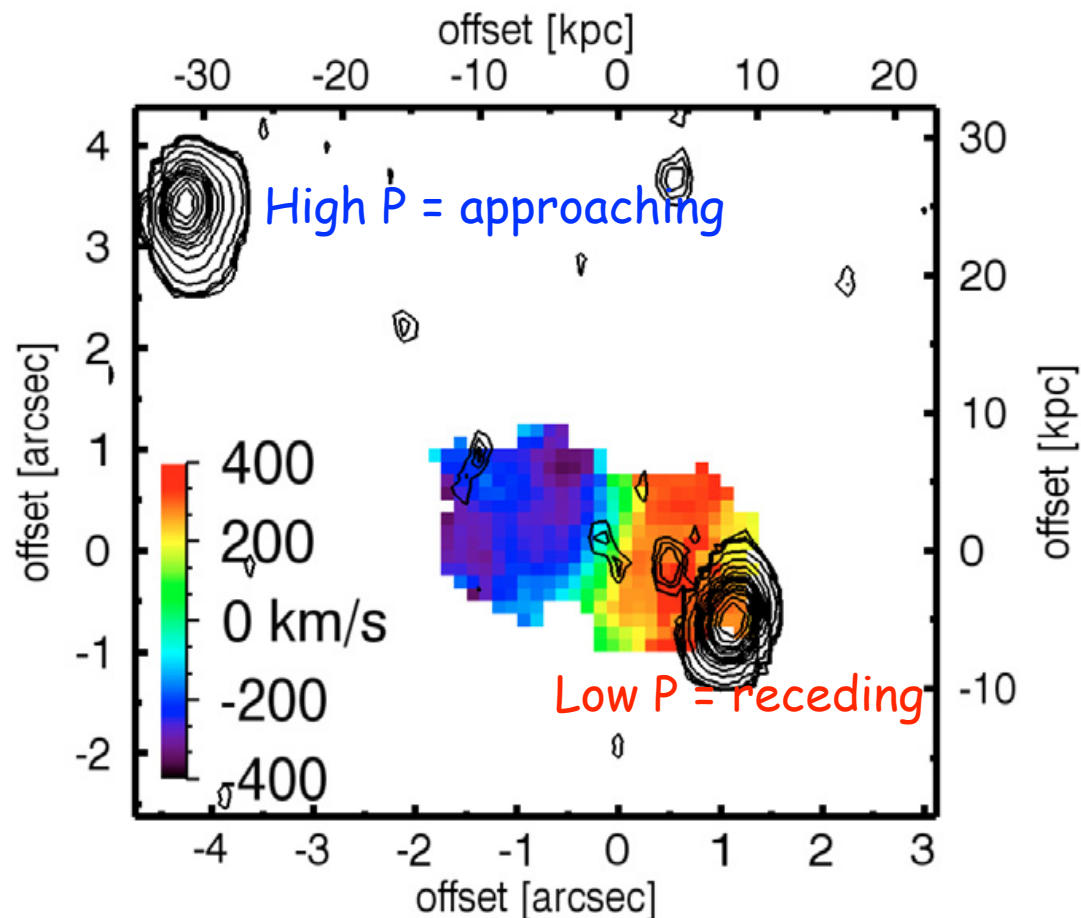 offset [kpc]
-30 -20 -10 0 10 20
4
3
2
1
0
-1
-2
offset [arcsec]
30
20
10
0
-10
offset [kpc]
High P = approaching
400
200
0 km/s
-200
-400
Low P = receding
-4 -3 -2 -1 0 1 2 3
offset [arcsec]